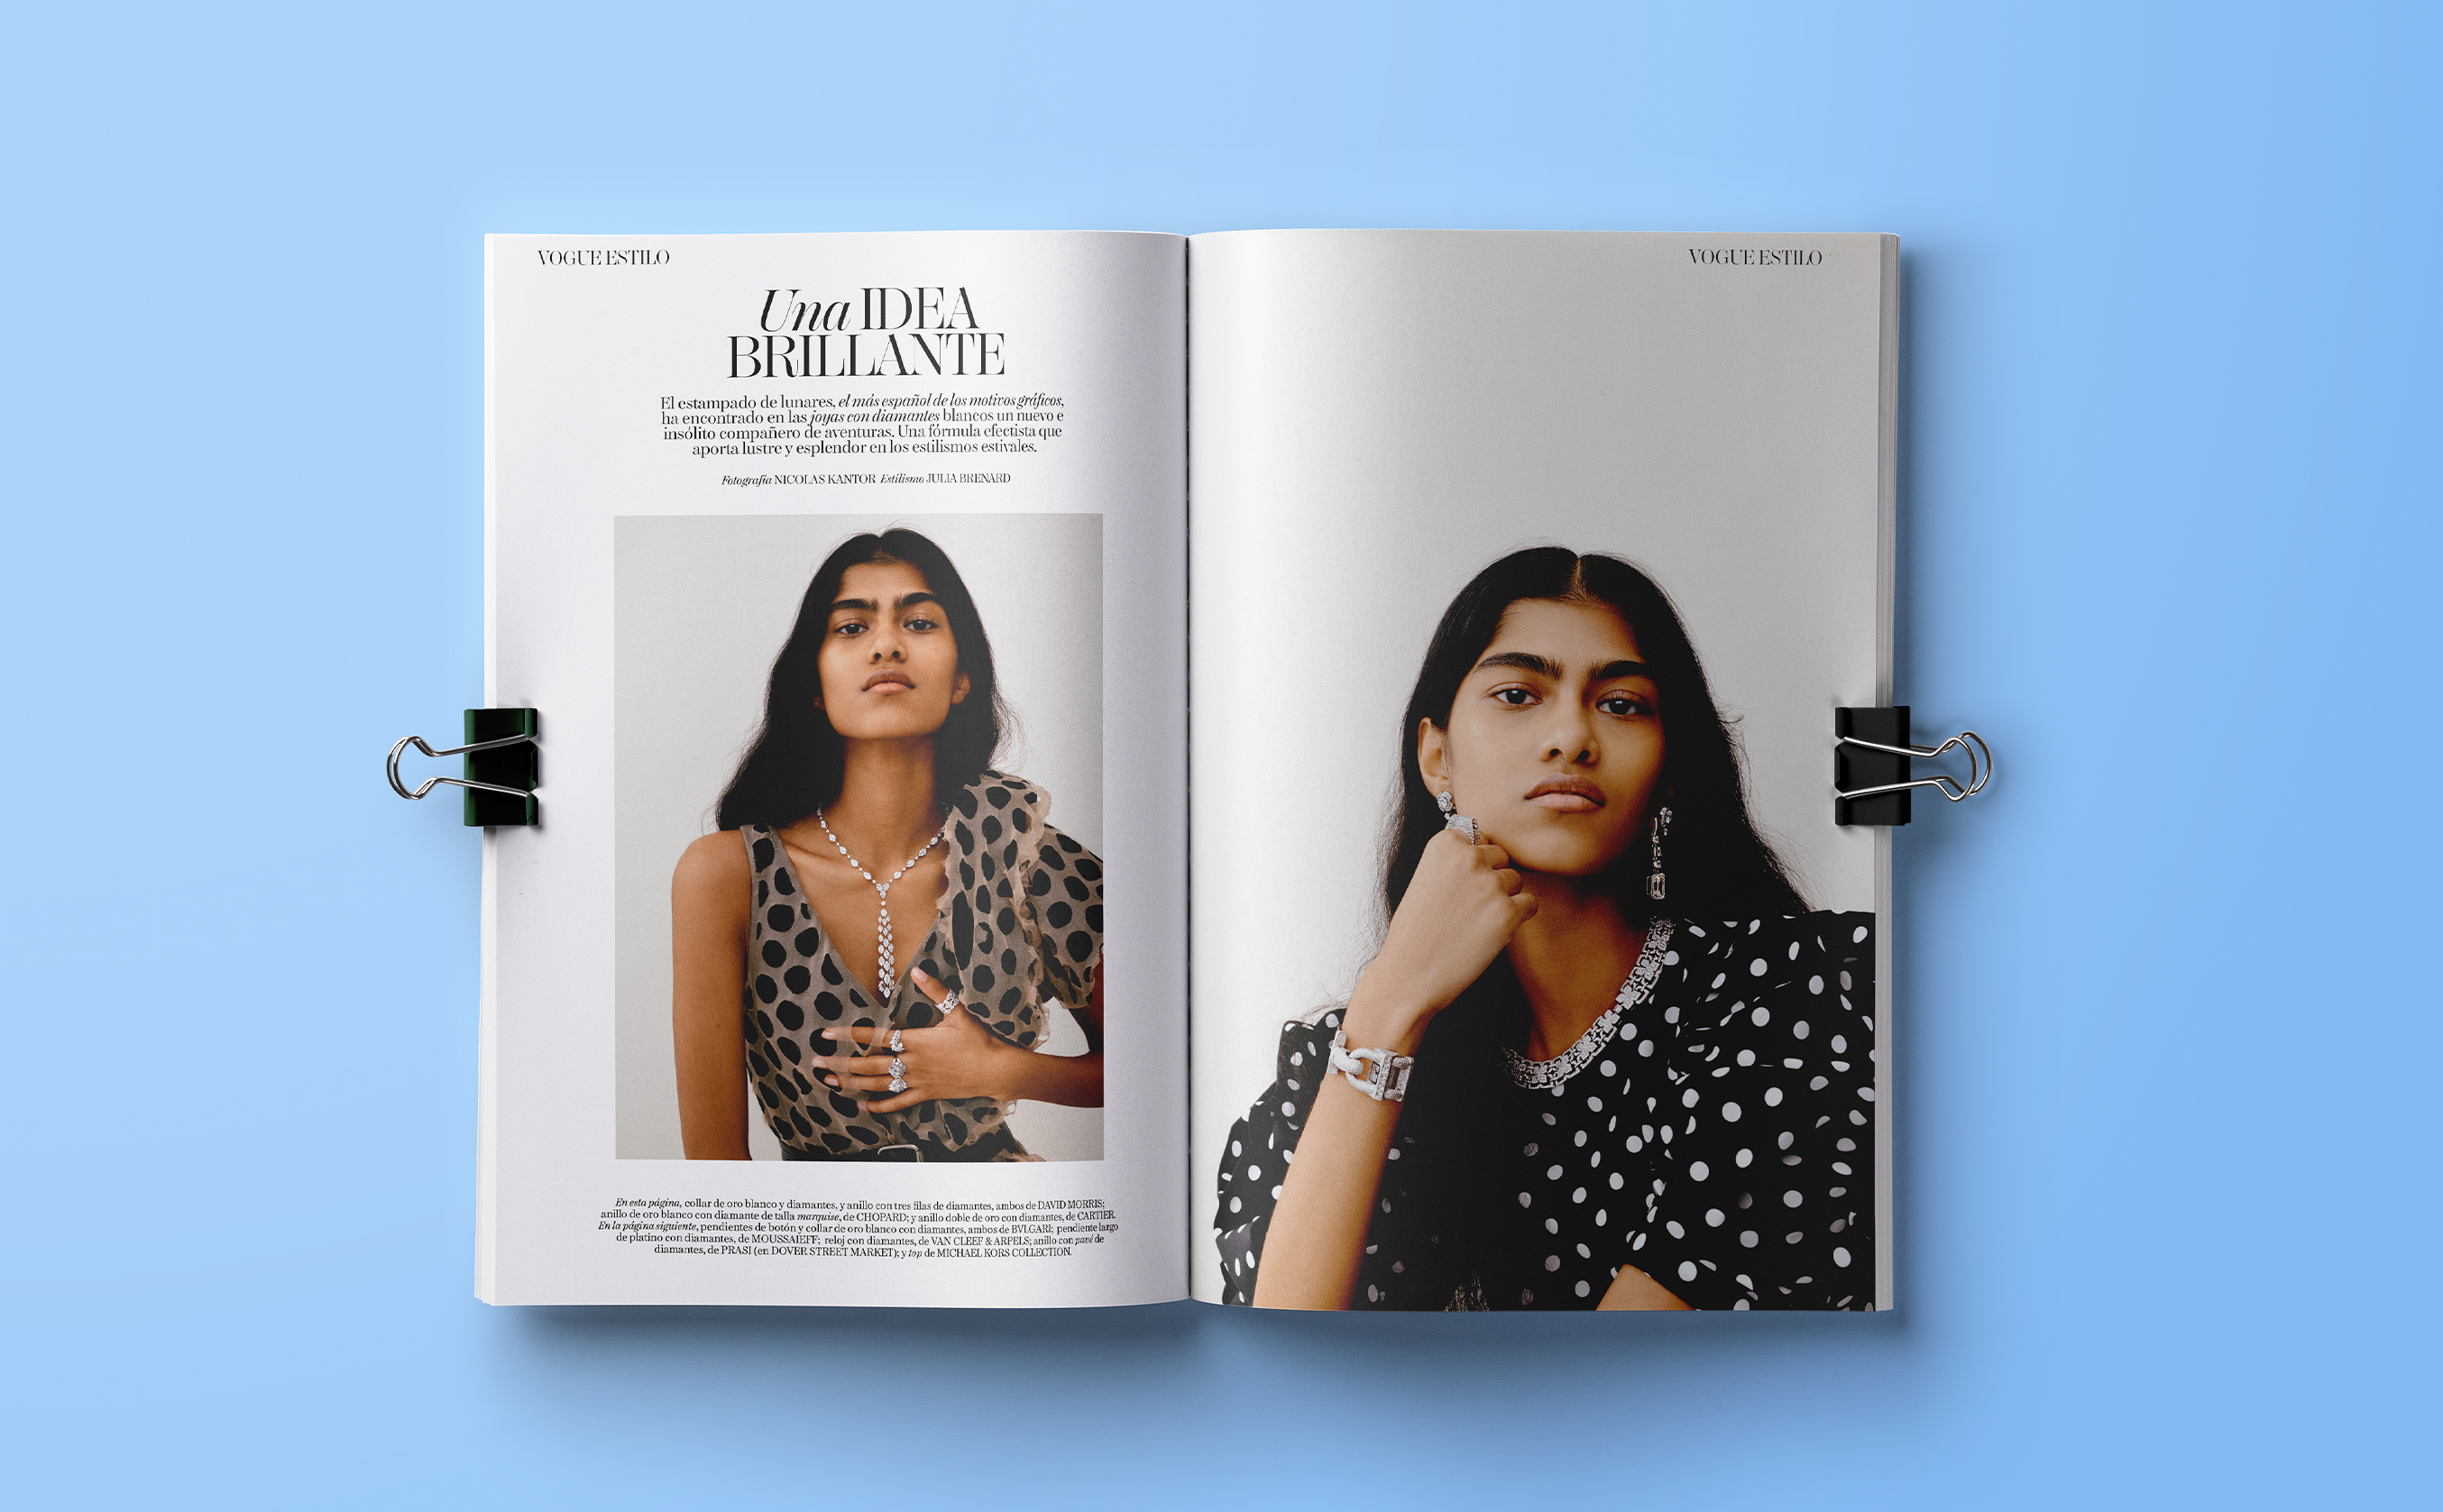 VOGUE ESTILO
Una IDEA
BRILLANTE
El estampado de lunares, el más español de los motivos gráficos,
ha encontrado en las joyas con diamantes blancos un nuevo e
insólito compañero de aventuras. Una fórmula efectista que
aporta lustre y esplendor en los estilismos estivales.
Fotografía NICOLAS KANTOR Estilismo JULIA BRENARD
En esta página, collar de oro blanco y diamantes, y anillo con tres filas de diamantes, ambos de DAVID MORRIS;
anillo de oro blanco con diamante de talla marquise, de CHOPARD; y anillo doble de oro con diamantes, de CARTIER.
En la página siguiente, pendientes de botón y collar de oro blanco con diamantes, ambos de BVLGARI; pendiente largo
de platino con diamantes, de MOUSSAIEFF; reloj con diamantes, de VAN CLEEF & ARPELS; anillo con pavé de
diamantes, de PRASI (en DOVER STREET MARKET); y top de MICHAEL KORS COLLECTION.
VOGUE ESTILO